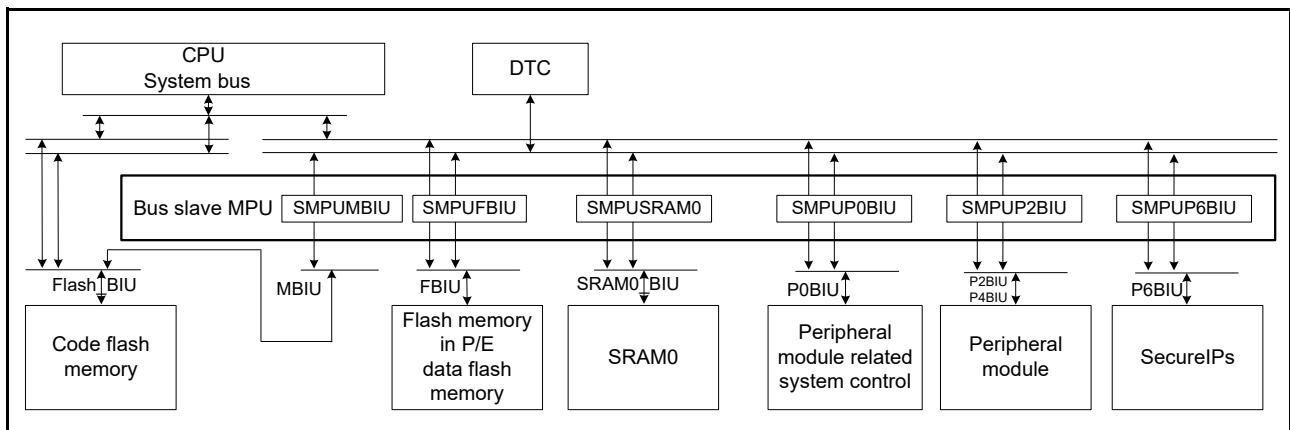 CPU
System bus
DTC
Bus slave MPU
SMPUMBIU
SMPUFBIU
SMPUSRAM0
SMPUP0BIU
SMPUP2BIU
SMPUP6BIU
Flash BIU
MBIU
FBIU
SRAM0 BIU
P0BIU
P2BIU
P4BIU
P6BIU
Code flash
memory
Flash memory
in P/E
data flash
memory
SRAM0
Peripheral
module related
system control
Peripheral
module
SecureIPs